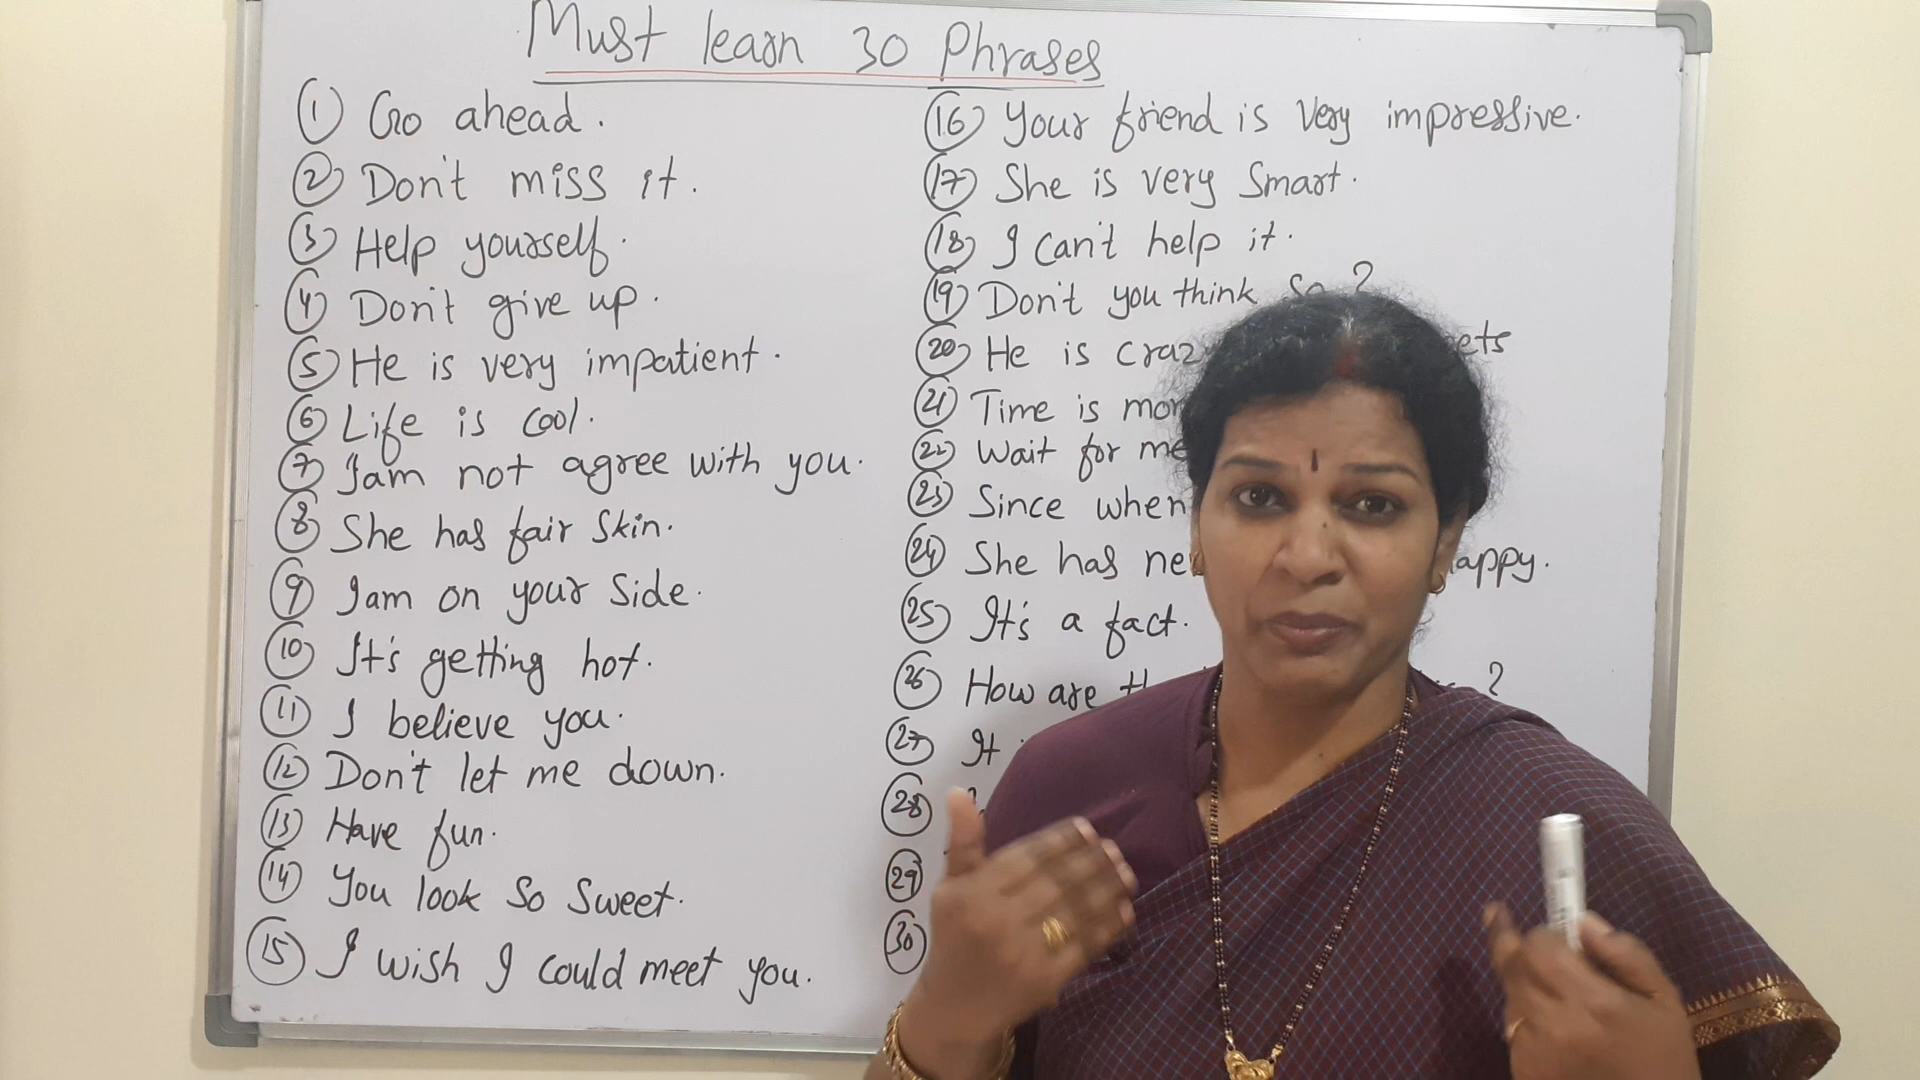 Must learn 30 Phrases
1 Go ahead.
2 Don't miss it.
3 Help yourself.
4 Don't give up.
5 He is very impatient.
6 Life is cool.
7 I am not agree with you.
8 She has fair skin.
9 I am on your side.
10 It's getting hot.
11 I believe you.
12 Don't let me down.
13 Have fun.
14 You look so sweet.
15 I wish I could meet you.
16 Your friend is very impressive.
17 She is very smart.
18 I can't help it.
19 Don't you think so?
20 He is
21 Time is
22 Wait for me
23 Since when
24 She has
25 It's a fact.
26 How are ?
27 It
28
29
30